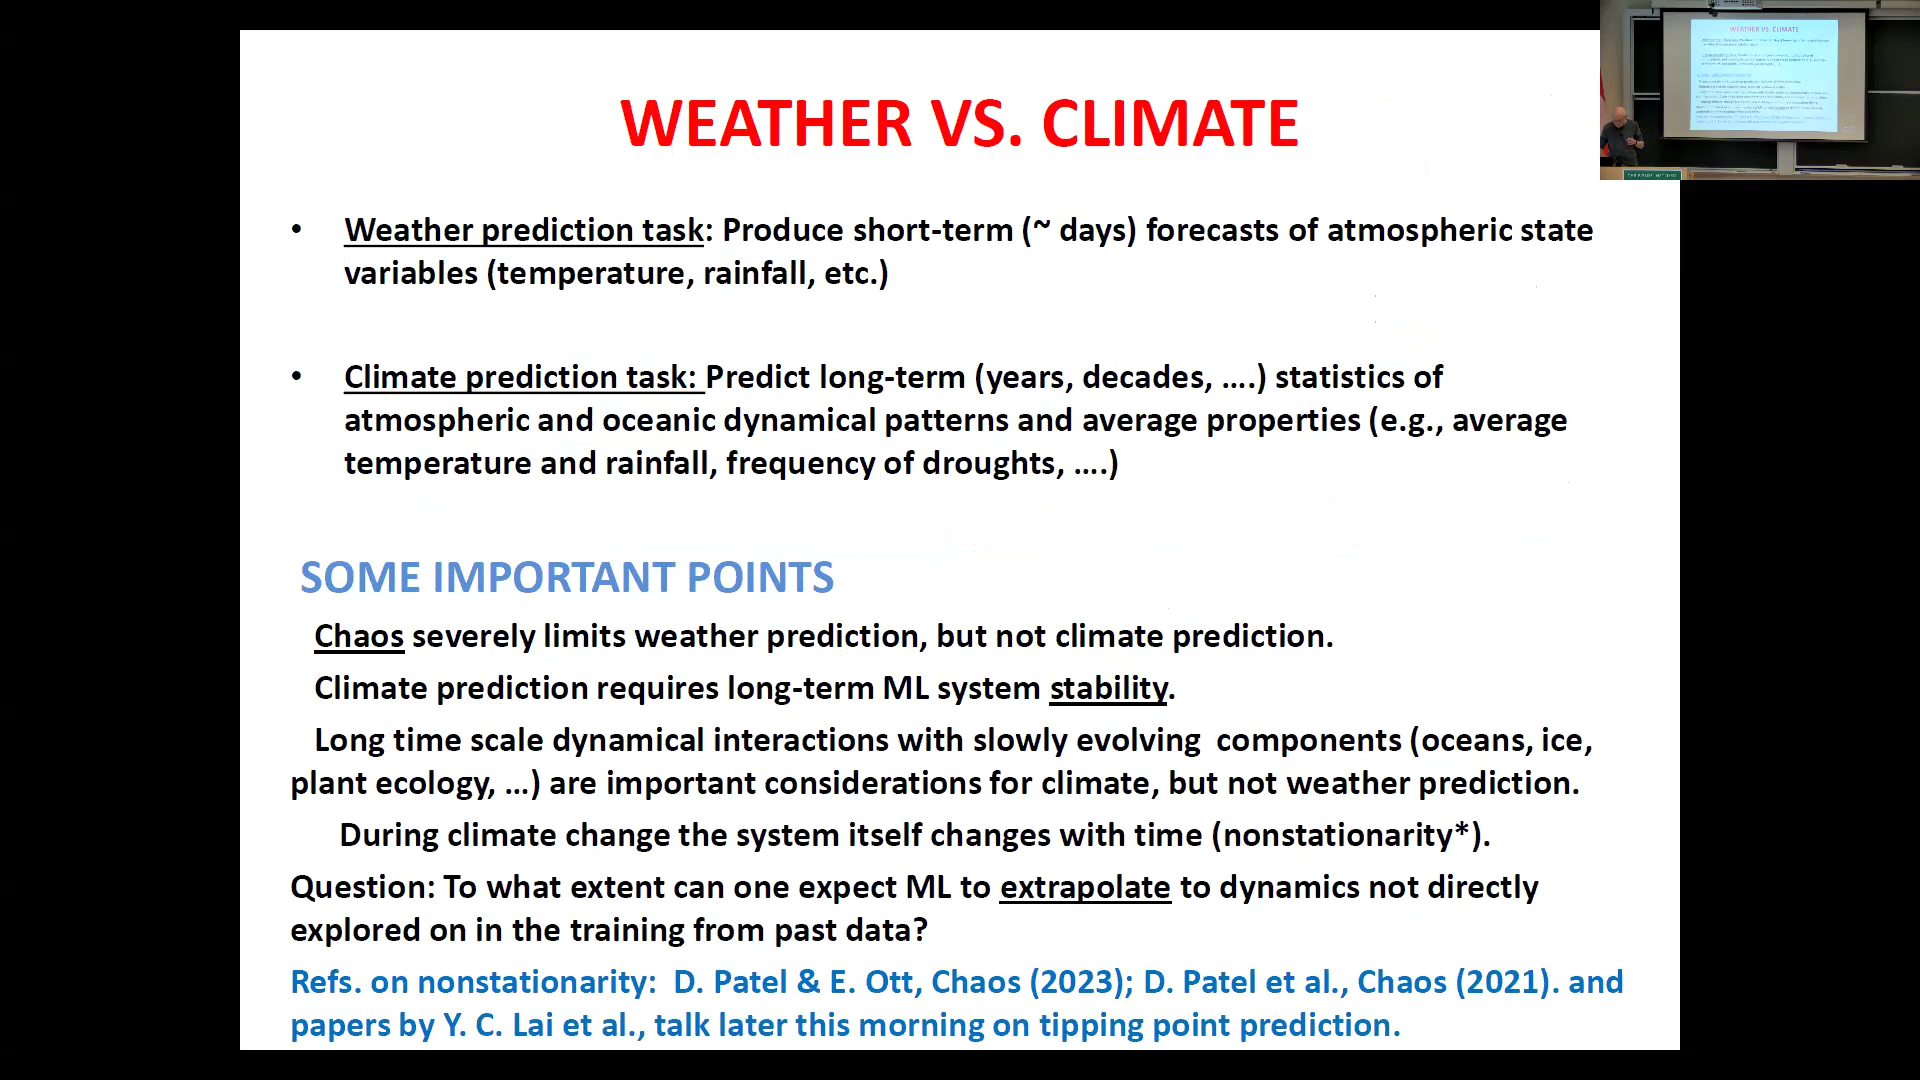 WEATHER VS. CLIMATE
• Weather prediction task: Produce short-term (~ days) forecasts of atmospheric state
variables (temperature, rainfall, etc.)
• Climate prediction task: Predict long-term (years, decades, ....) statistics of
atmospheric and oceanic dynamical patterns and average properties (e.g., average
temperature and rainfall, frequency of droughts, ....)
SOME IMPORTANT POINTS
Chaos severely limits weather prediction, but not climate prediction.
Climate prediction requires long-term ML system stability.
Long time scale dynamical interactions with slowly evolving components (oceans, ice,
plant ecology, ...) are important considerations for climate, but not weather prediction.
During climate change the system itself changes with time (nonstationarity*).
Question: To what extent can one expect ML to extrapolate to dynamics not directly
explored on in the training from past data?
Refs. on nonstationarity: D. Patel & E. Ott, Chaos (2023); D. Patel et al., Chaos (2021). and
papers by Y. C. Lai et al., talk later this morning on tipping point prediction.
WEATHER VS. CLIMATE